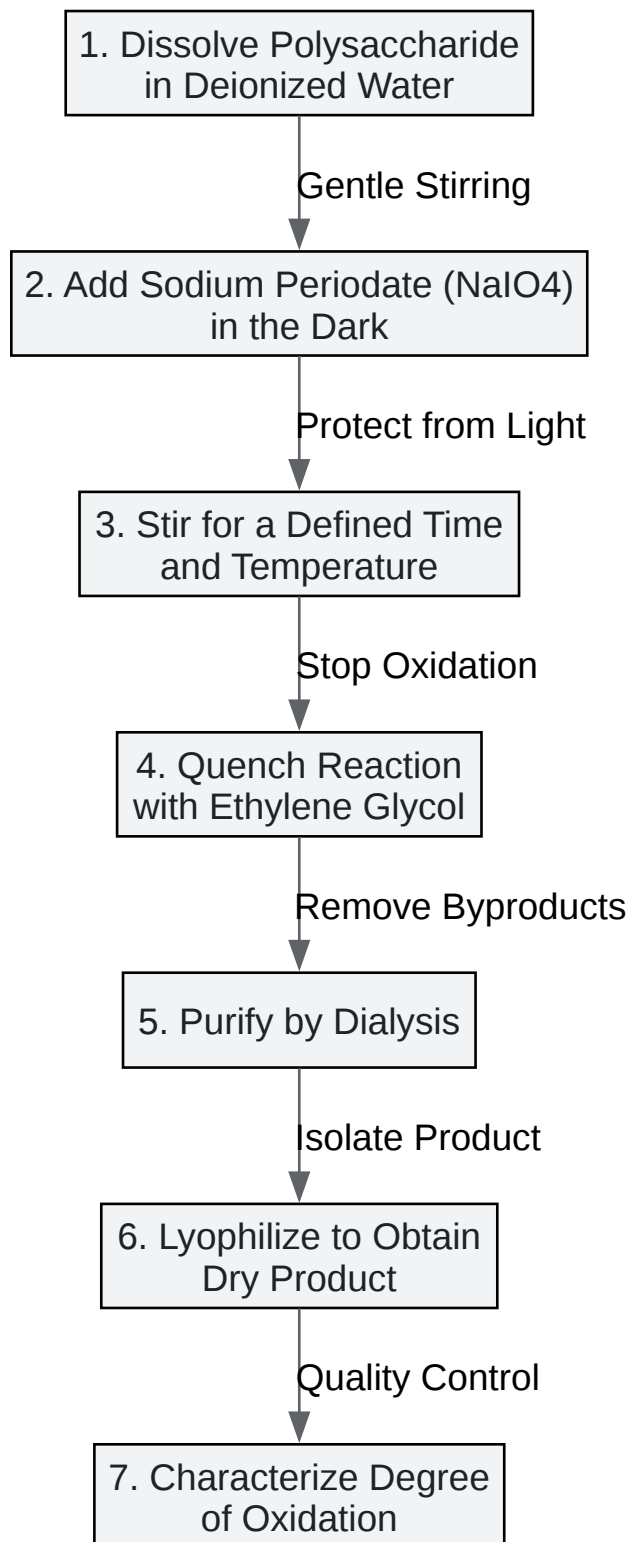 1. Dissolve Polysaccharide
in Deionized Water
Gentle Stirring
2. Add Sodium Periodate (NaIO4)
in the Dark
Protect from Light
3. Stir for a Defined Time
and Temperature
Stop Oxidation
4. Quench Reaction
with Ethylene Glycol
Remove Byproducts
5. Purify by Dialysis
Isolate Product
6. Lyophilize to Obtain
Dry Product
Quality Control
7. Characterize Degree
of Oxidation